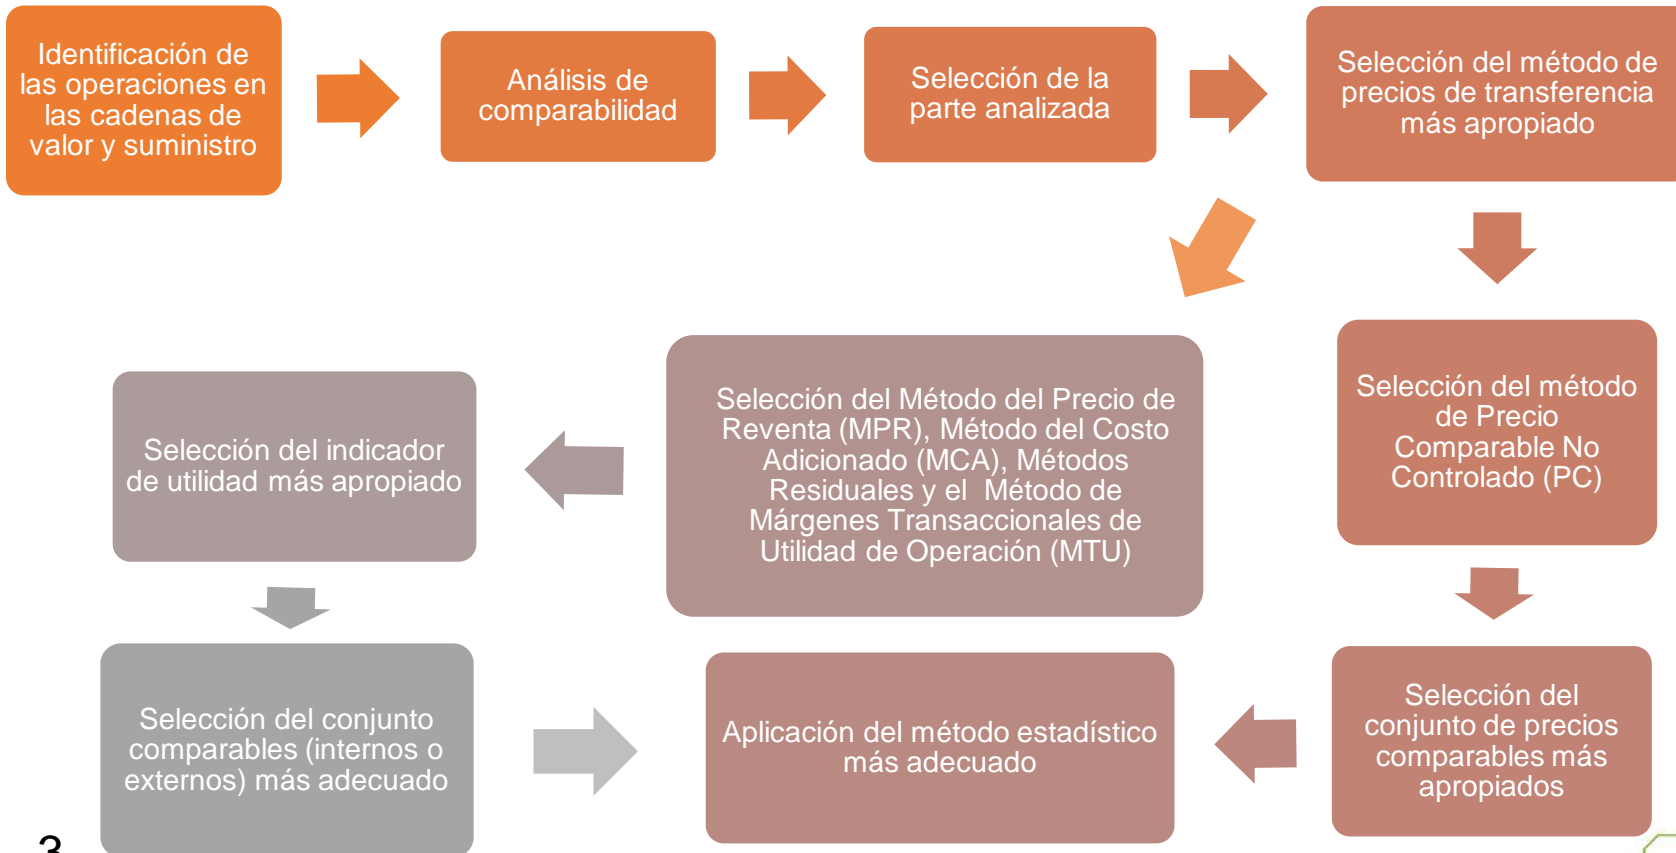 Identificación de
las operaciones en
las cadenas de
valor y suministro
Análisis de
comparabilidad
Selección de la
parte analizada
Selección del método de
precios de transferencia
más apropiado
Selección del método
de Precio
Comparable No
Controlado (PC)
Selección del Método del Precio de
Reventa (MPR), Método del Costo
Adicionado (MCA), Métodos
Residuales y el  Método de
Márgenes Transaccionales de
Utilidad de Operación (MTU)
Selección del indicador
de utilidad más apropiado
Selección del conjunto
comparables (internos o
externos) más adecuado
Aplicación del método estadístico
más adecuado
Selección del
conjunto de precios
comparables más
apropiados
3